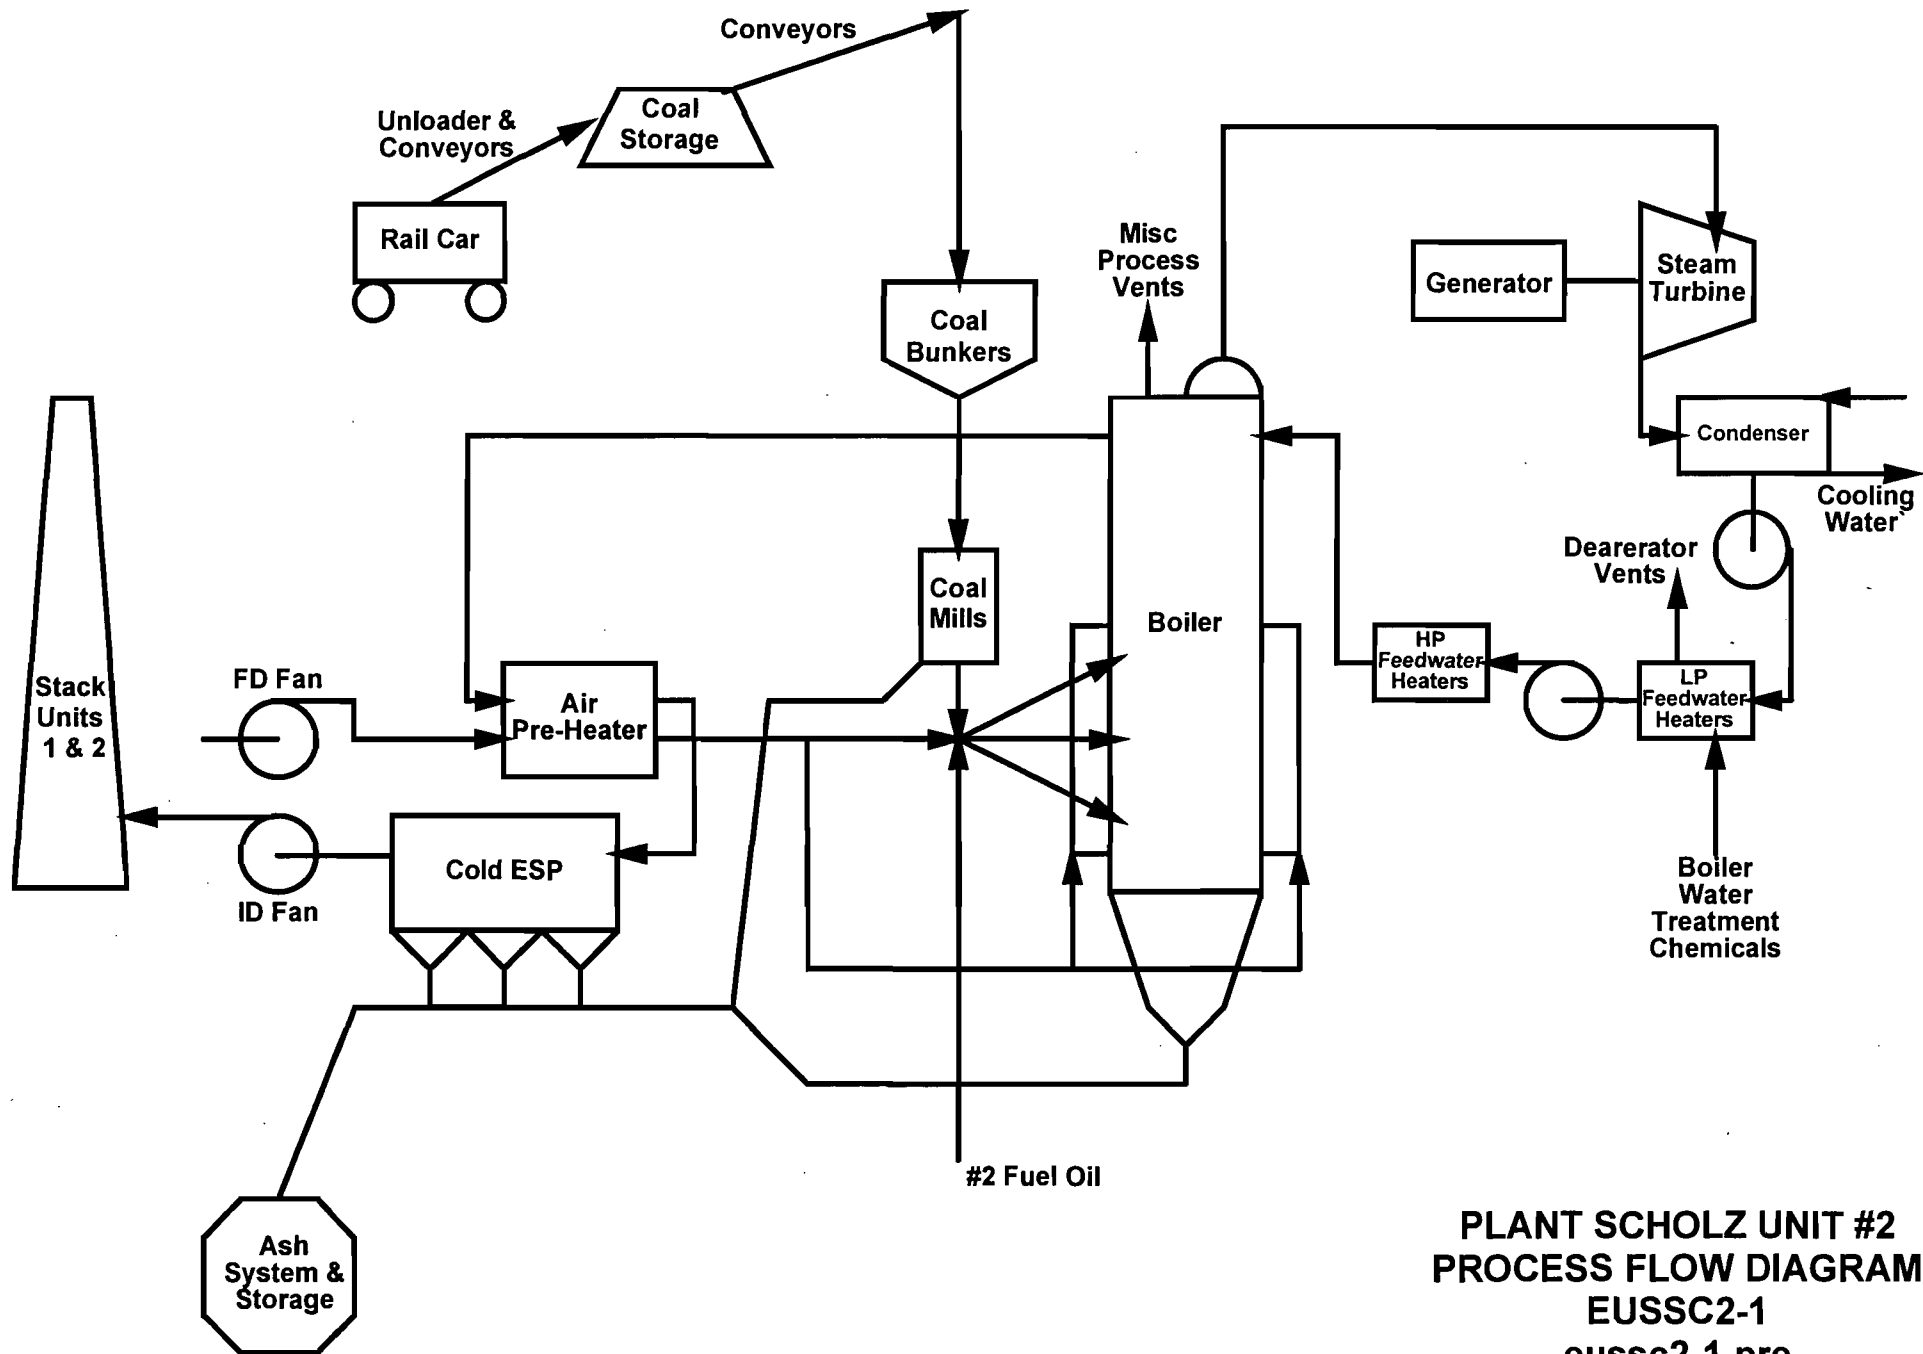 Conveyors
Unloader &
Conveyors
Coal
Storage
Rail Car
Misc
Process
Vents
Generator
Steam
Turbine
Coal
Bunkers
Condenser
Cooling
Water
Dearerator
Vents
Coal
Mills
Boiler
HP
Feedwater
Heaters
LP
Feedwater
Heaters
Stack
Units
1 & 2
FD Fan
Air
Pre-Heater
Cold ESP
ID Fan
Boiler
Water
Treatment
Chemicals
#2 Fuel Oil
Ash
System &
Storage
PLANT SCHOLZ UNIT #2
PROCESS FLOW DIAGRAM
EUSSC2-1
eussc2-1.pre